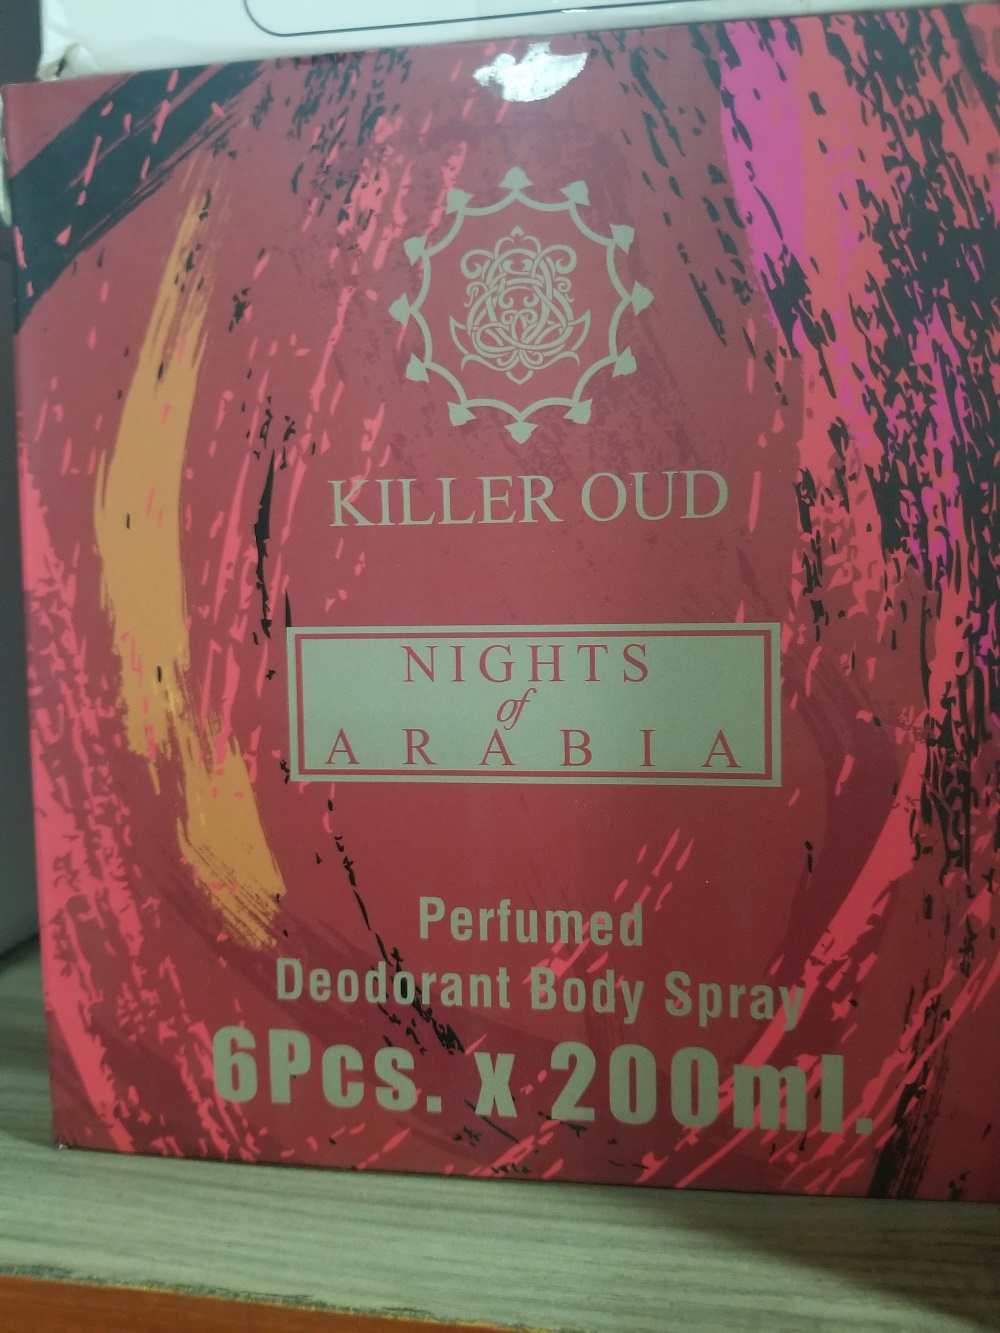 KILLER OUD
NIGHTS
of
ARABIA
Perfumed
Deodorant Body Spray
6Pcs. x 200ml.